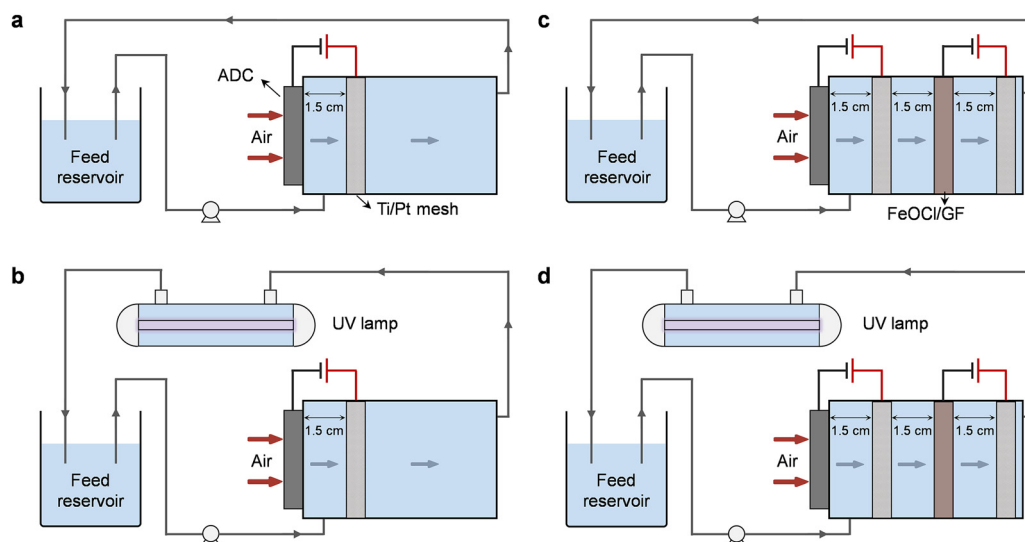 a
ADC
1.5 cm
Air
Feed
reservoir
Ti/Pt mesh
c
1.5 cm
1.5 cm
1.5 cm
Air
Feed
reservoir
FeOCl/GF
b
UV lamp
1.5 cm
Air
Feed
reservoir
d
UV lamp
1.5 cm
1.5 cm
1.5 cm
Air
Feed
reservoir